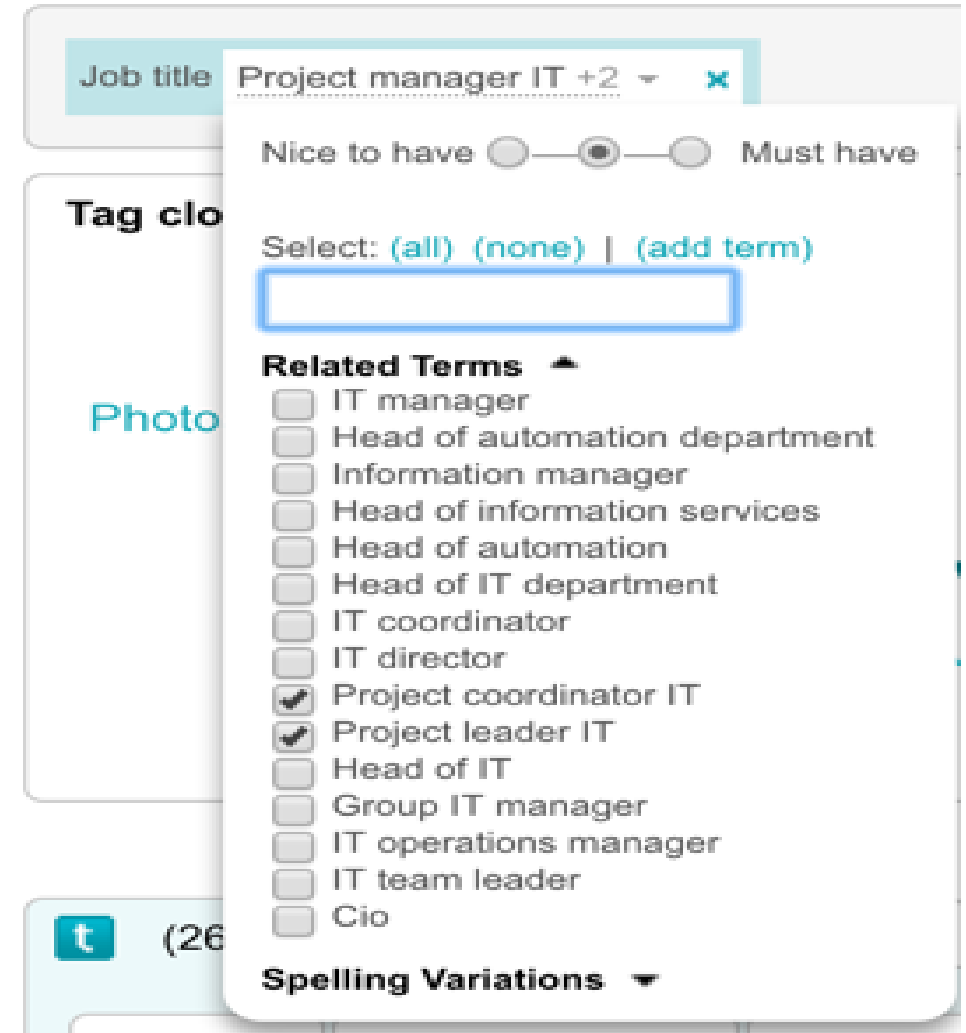 Job title Project manager IT +2
Nice to have Must have
Tag clo
Select: (all) (none) | (add term)
Related Terms
IT manager
Photo
Head of automation department
Information manager
Head of information services
Head of automation
Head of IT department
IT coordinator
IT director
Project coordinator IT
Project leader IT
Head of IT
Group IT manager
IT operations manager
IT team leader
Cio
t (26
Spelling Variations